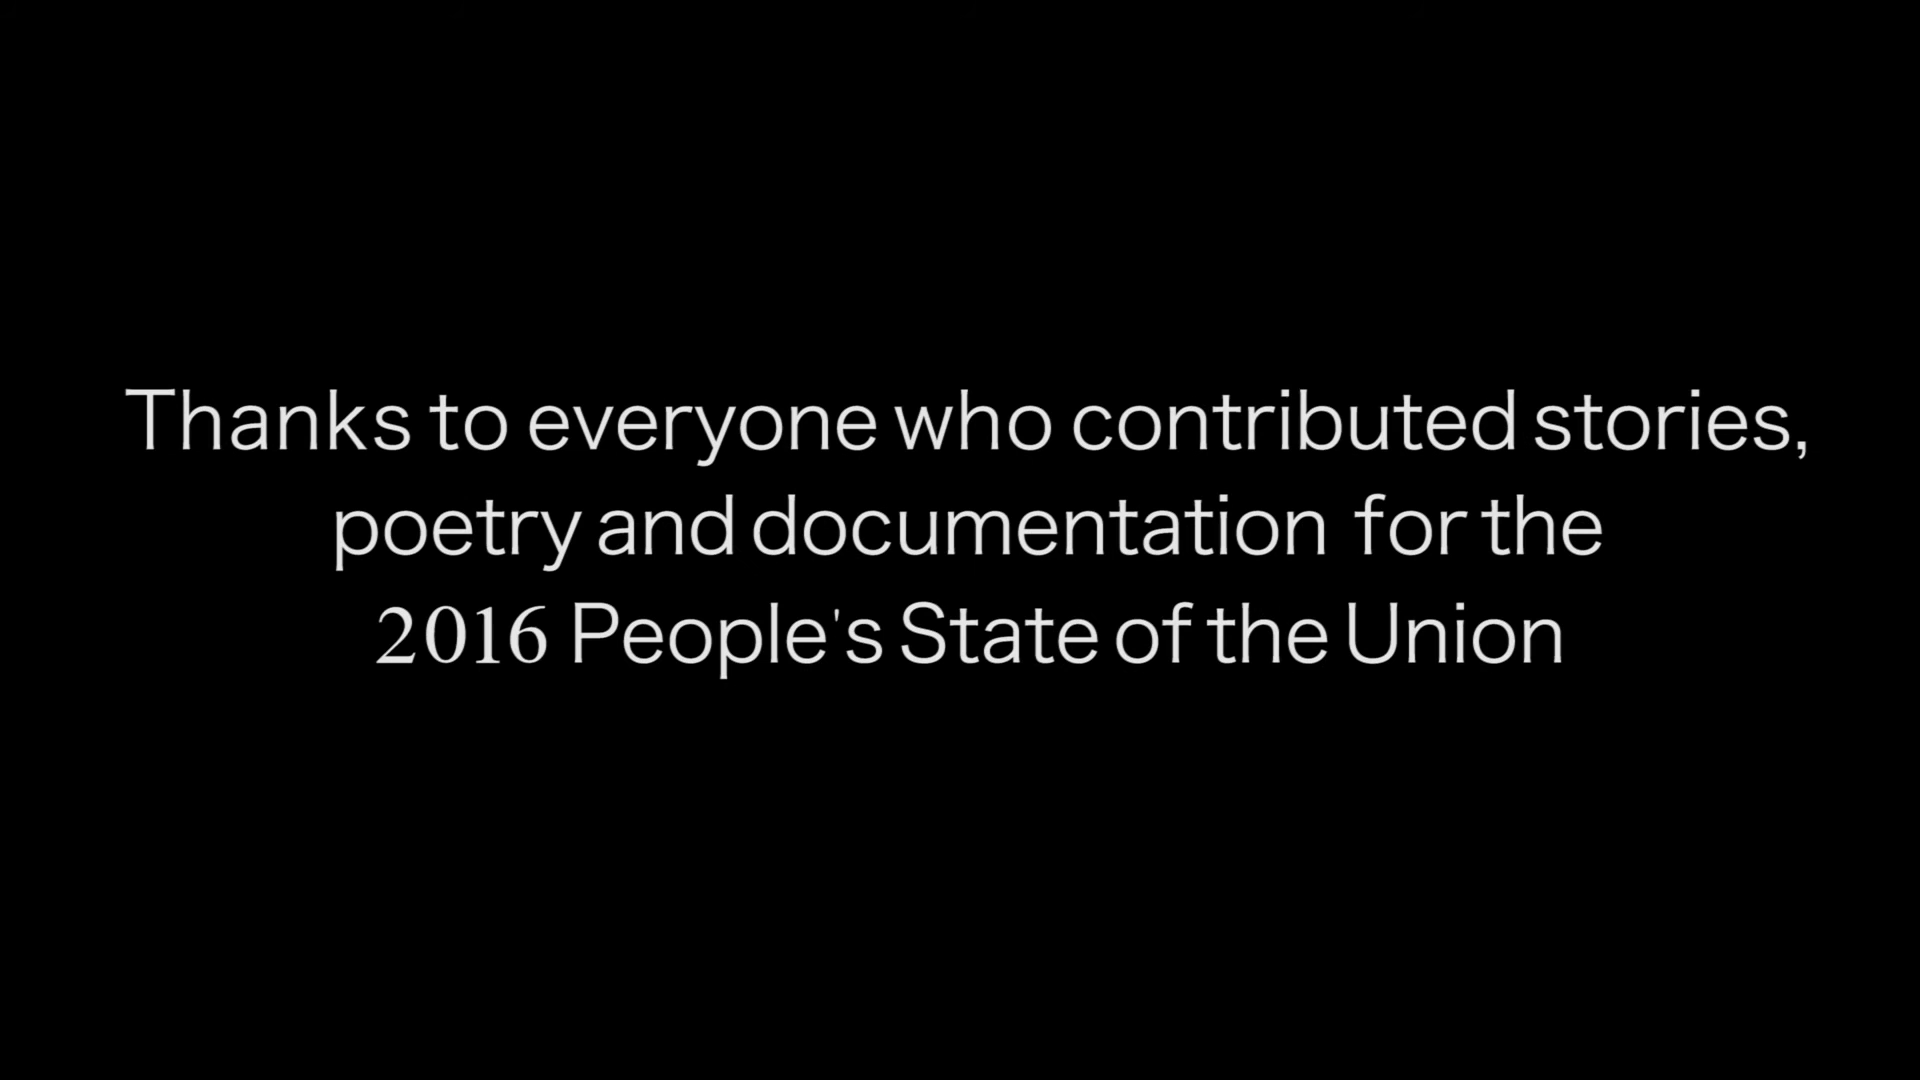 Thanks to everyone who contributed stories,
poetry and documentation for the
2016 People's State of the Union